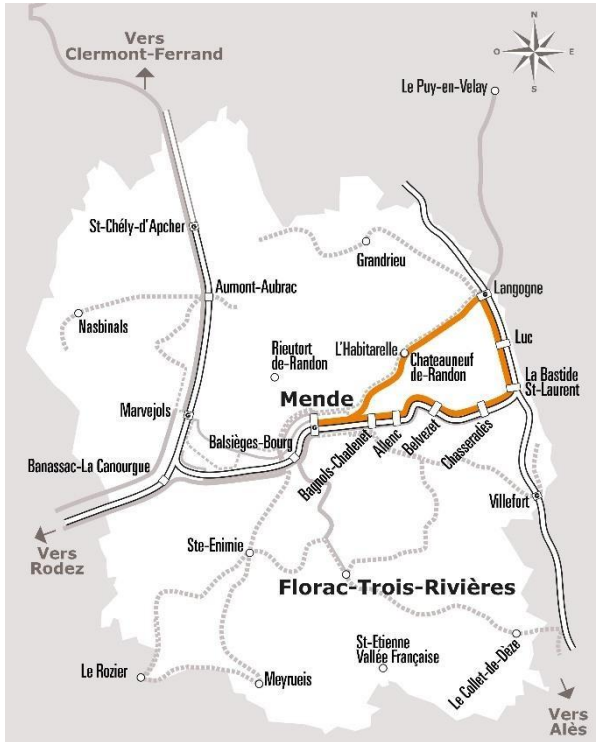 N
Vers
Clermont-Ferrand
O
E
S
Le Puy-en-Velay
St-Chély-d'Apcher
Grandrieu
Langogne
Aumont-Aubrac
Nasbinals
L'Habitarelle
Luc
Rieutort
de-Randon
Chateauneuf
de-Randon
La Bastide
St-Laurent
Mende
Marvejols
Balsièges-Bourg
Bagnols-Chadenet
Allenc
Belvezet
Chasseradès
Banassac-La Canourgue
Villefort
Vers
Rodez
Ste-Enimie
Florac-Trois-Rivières
St-Etienne
Vallée Française
Le Collet-de-Dèze
Le Rozier
Meyrueis
Vers
Alès